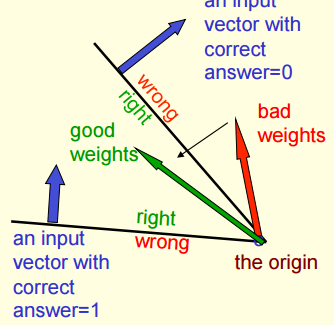 an input
vector with
correct
answer=0
wrong
right
bad
weights
good
weights
right
wrong
an input
vector with
correct
answer=1
the origin